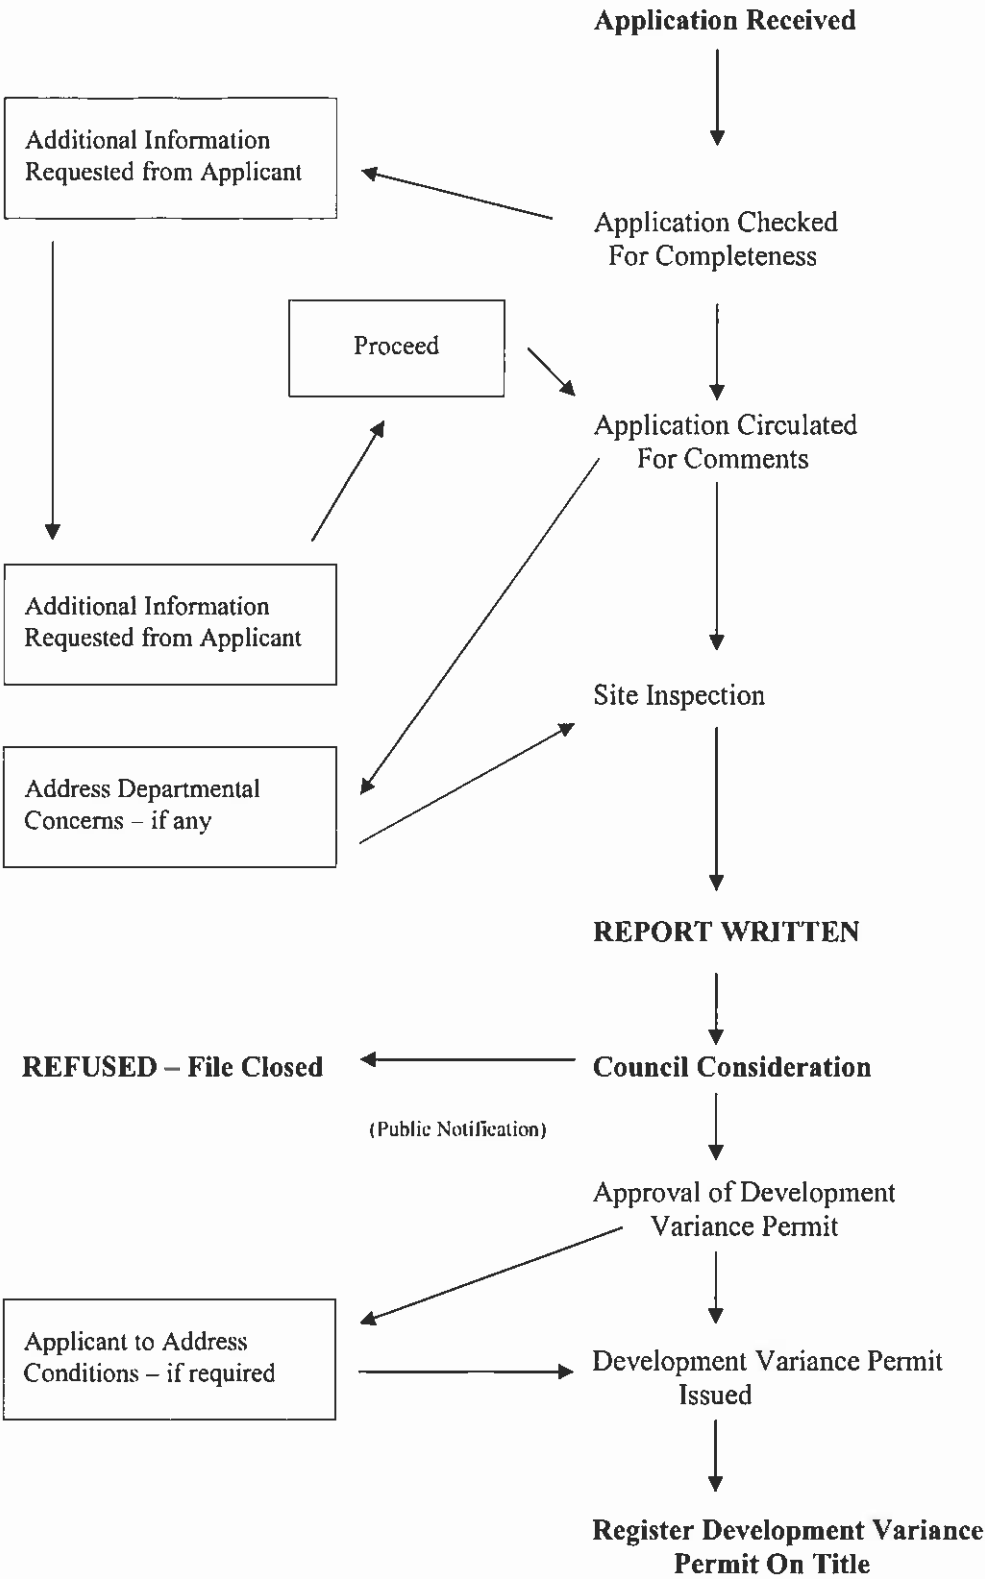 Application Received
Additional Information
Requested from Applicant
Application Checked
For Completeness
Proceed
Application Circulated
For Comments
Additional Information
Requested from Applicant
Site Inspection
Address Departmental
Concerns – if any
REPORT WRITTEN
REFUSED – File Closed
Council Consideration
(Public Notification)
Approval of Development
Variance Permit
Applicant to Address
Conditions – if required
Development Variance Permit
Issued
Register Development Variance
Permit On Title